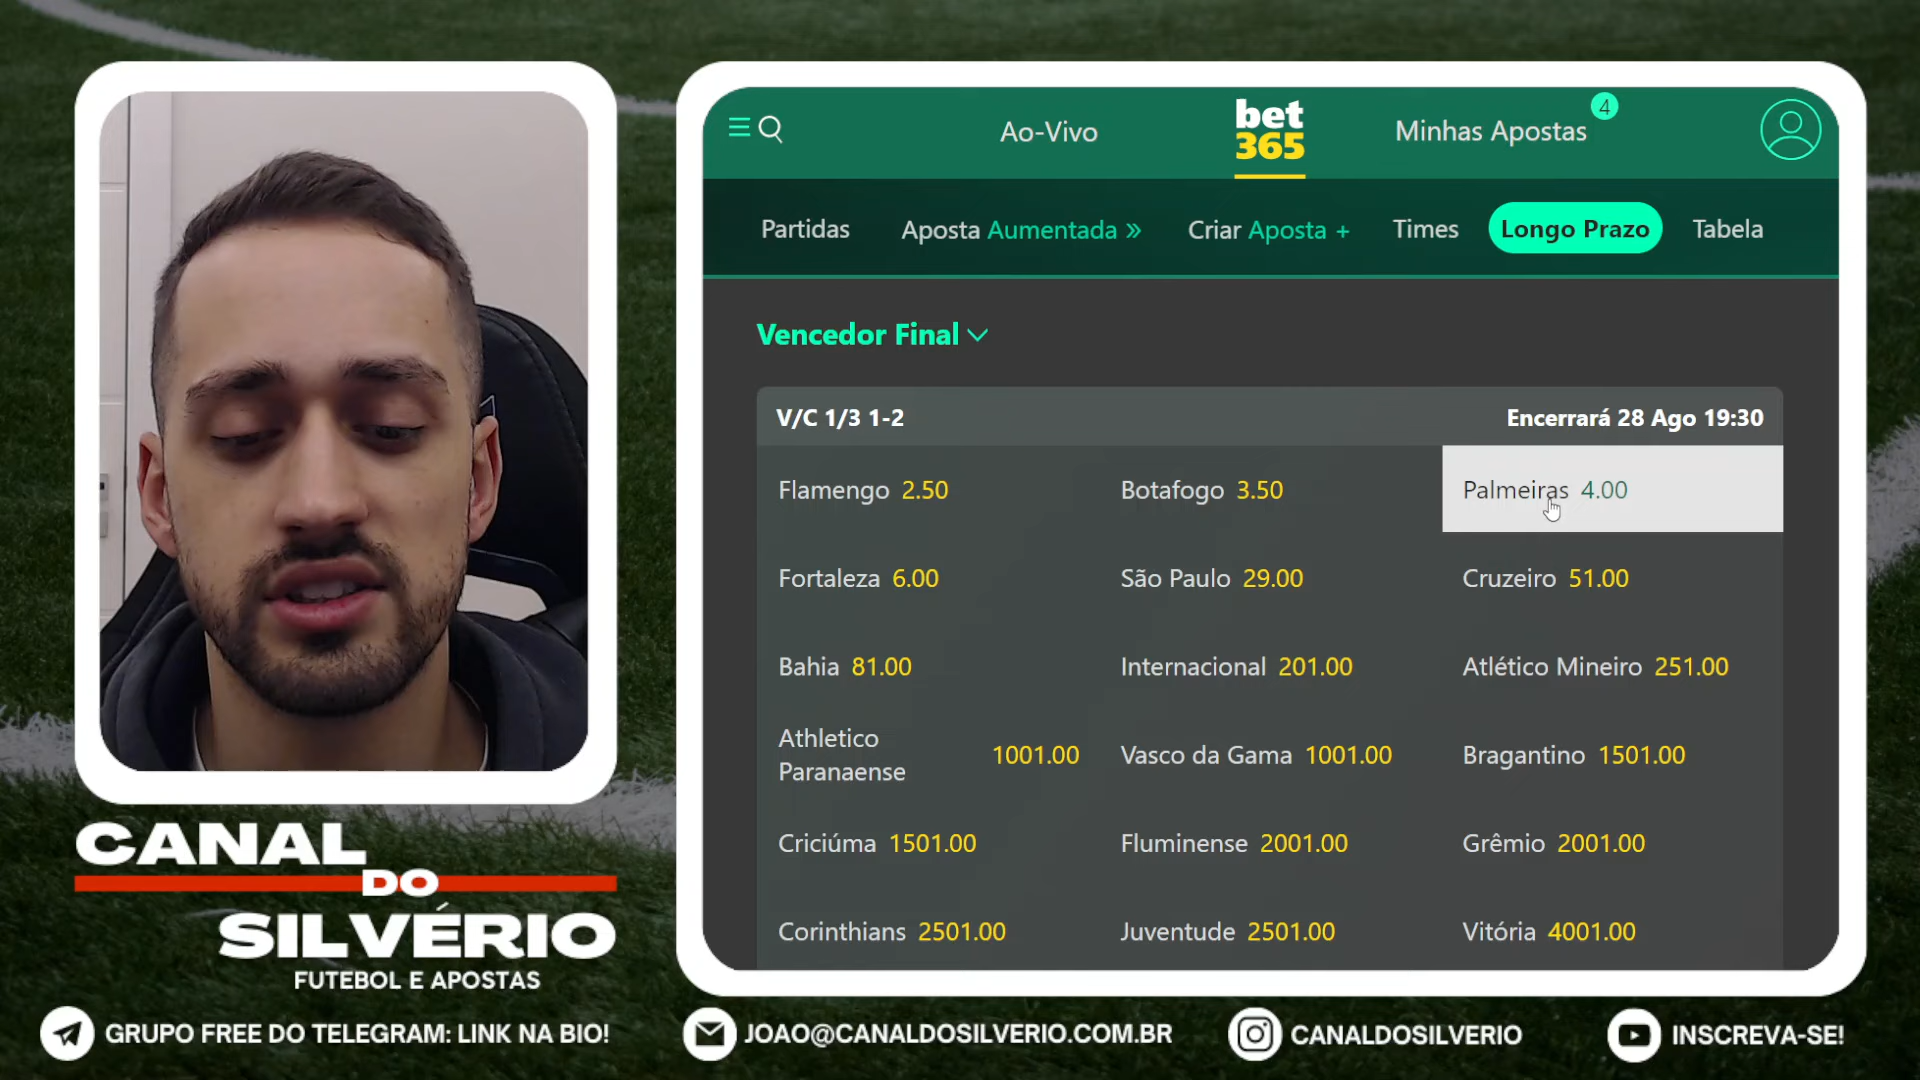 Ao-Vivo
bet
365
Minhas Apostas
4
Partidas
Aposta Aumentada »
Criar Aposta +
Times
Longo Prazo
Tabela
Vencedor Final
V/C 1/3 1-2
Encerrará 28 Ago 19:30
Flamengo 2.50
Botafogo 3.50
Palmeiras 4.00
Fortaleza 6.00
São Paulo 29.00
Cruzeiro 51.00
Bahia 81.00
Internacional 201.00
Atlético Mineiro 251.00
Athletico
Paranaense
1001.00
Vasco da Gama 1001.00
Bragantino 1501.00
Criciúma 1501.00
Fluminense 2001.00
Grêmio 2001.00
Corinthians 2501.00
Juventude 2501.00
Vitória 4001.00
CANAL
DO
SILVÉRIO
FUTEBOL E APOSTAS
GRUPO FREE DO TELEGRAM: LINK NA BIO!
JOAO@CANALDOSILVERIO.COM.BR
CANALDOSILVERIO
INSCREVA-SE!